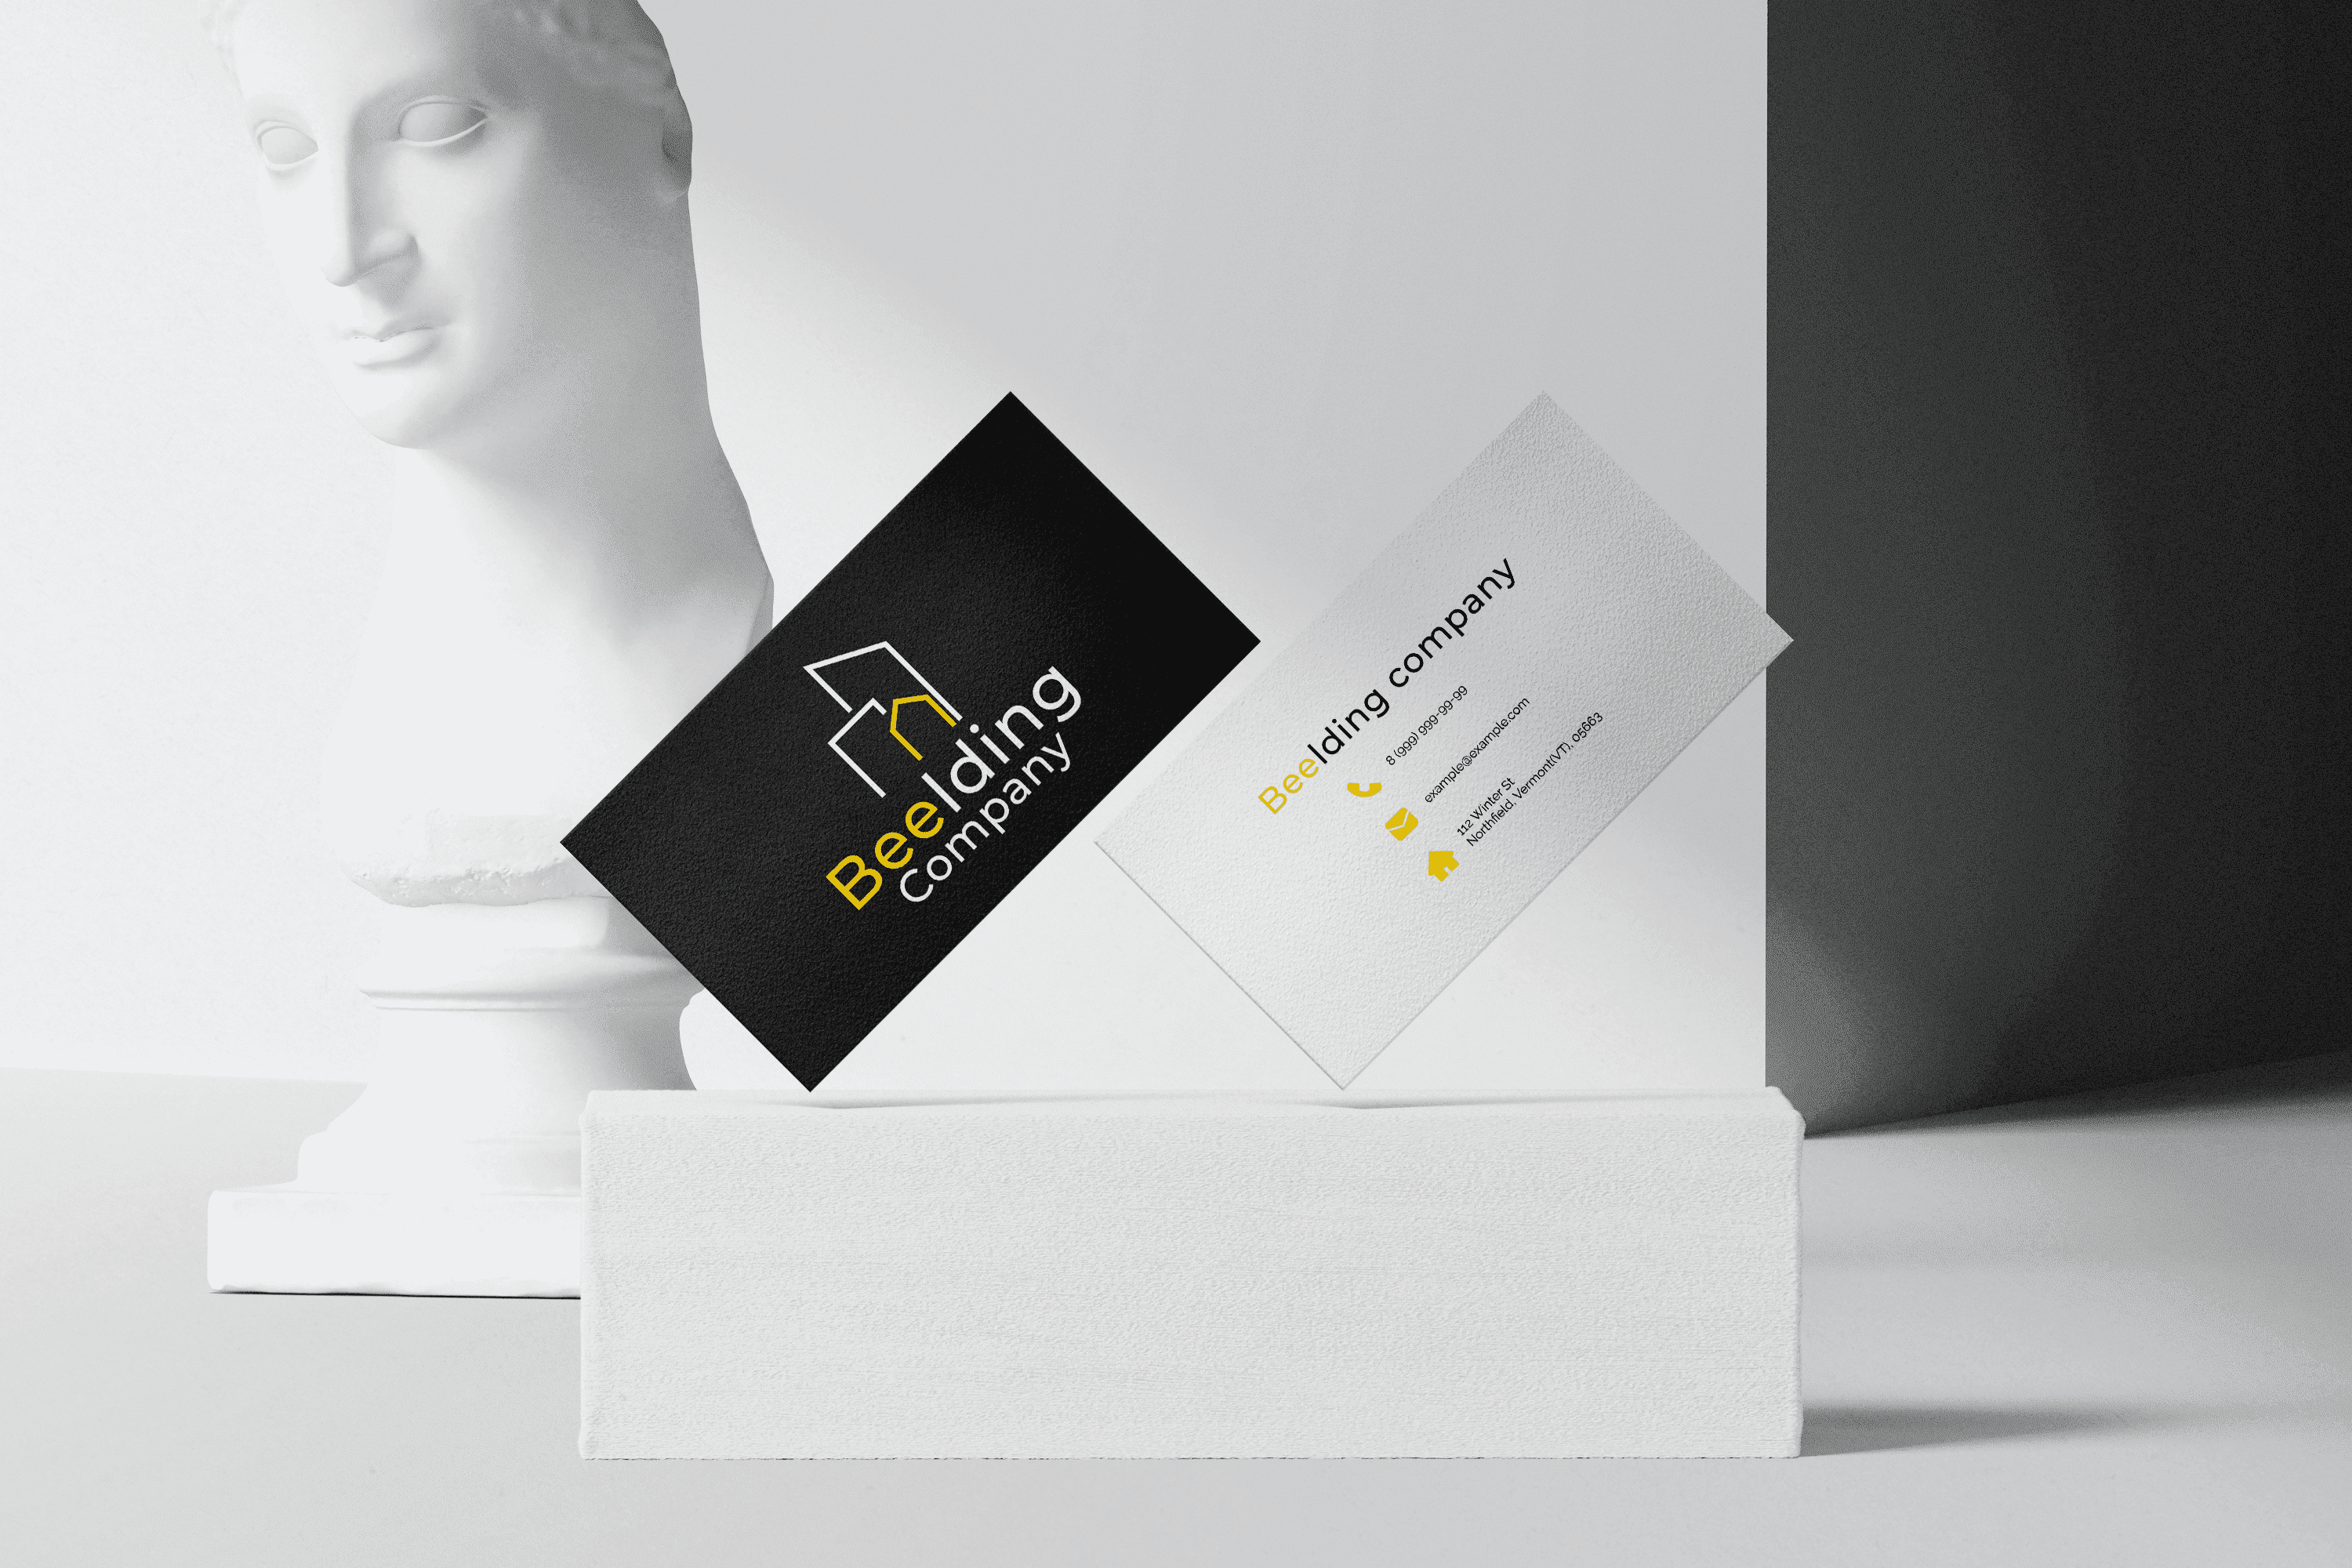 Beelding
Company
Beelding company
8 (999) 999-99-99
example@example.com
112 Winter St
Northfield, Vermont(VT), 05663